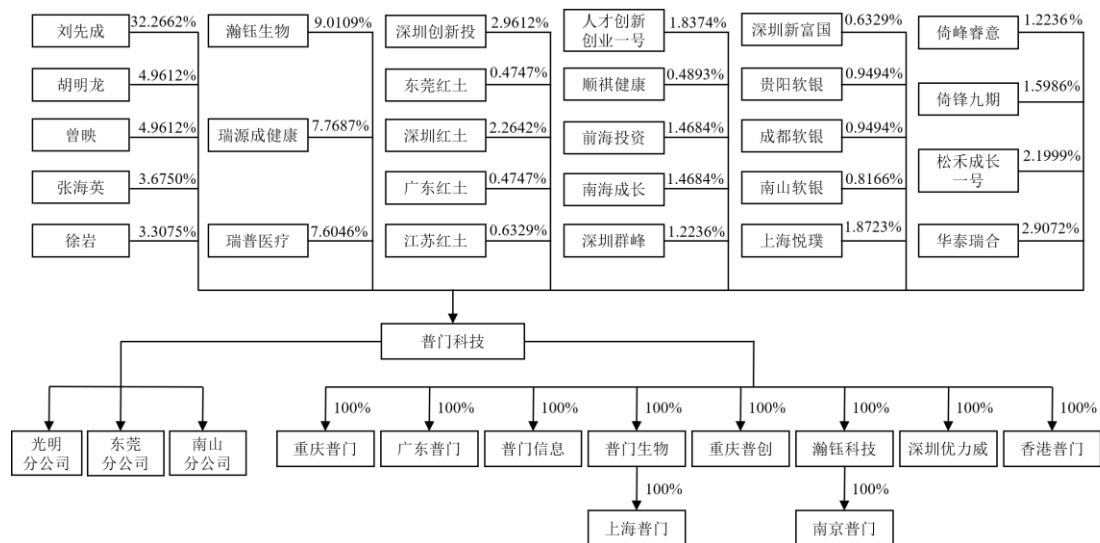 刘先成
32.2662%
瀚钰生物
9.0109%
深圳创新投
2.9612%
人才创新
创业一号
1.8374%
深圳新富国
0.6329%
倚峰睿意
1.2236%
胡明龙
4.9612%
东莞红土
0.4747%
顺祺健康
0.4893%
贵阳软银
0.9494%
倚锋九期
1.5986%
曾映
4.9612%
瑞源成健康
7.7687%
深圳红土
2.2642%
前海投资
1.4684%
成都软银
0.9494%
松禾成长
一号
2.1999%
张海英
3.6750%
广东红土
0.4747%
南海成长
1.4684%
南山软银
0.8166%
徐岩
3.3075%
瑞普医疗
7.6046%
江苏红土
0.6329%
深圳群峰
1.2236%
上海悦璞
1.8723%
华泰瑞合
2.9072%
普门科技
100%
100%
100%
100%
100%
100%
100%
100%
光明
分公司
东莞
分公司
南山
分公司
重庆普门
广东普门
普门信息
普门生物
重庆普创
瀚钰科技
深圳优力威
香港普门
100%
100%
上海普门
南京普门